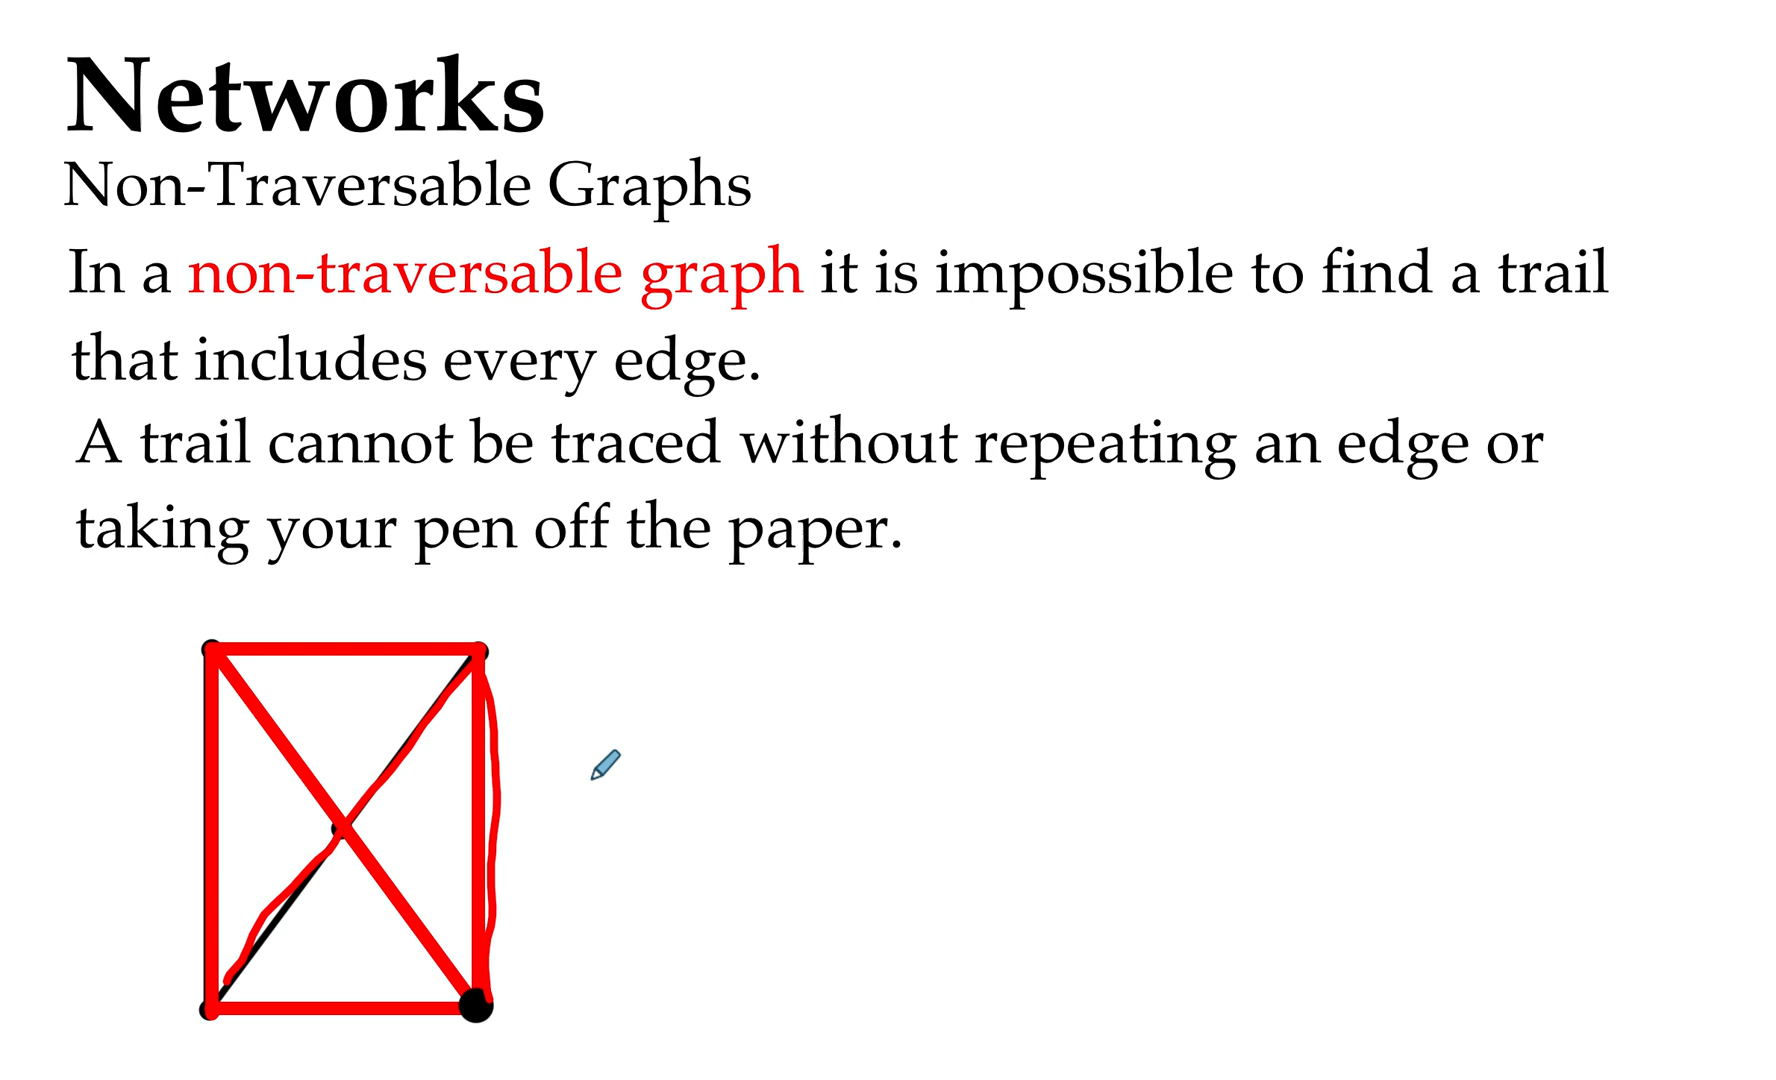 Networks
Non-Traversable Graphs
In a non-traversable graph it is impossible to find a trail
that includes every edge.
A trail cannot be traced without repeating an edge or
taking your pen off the paper.